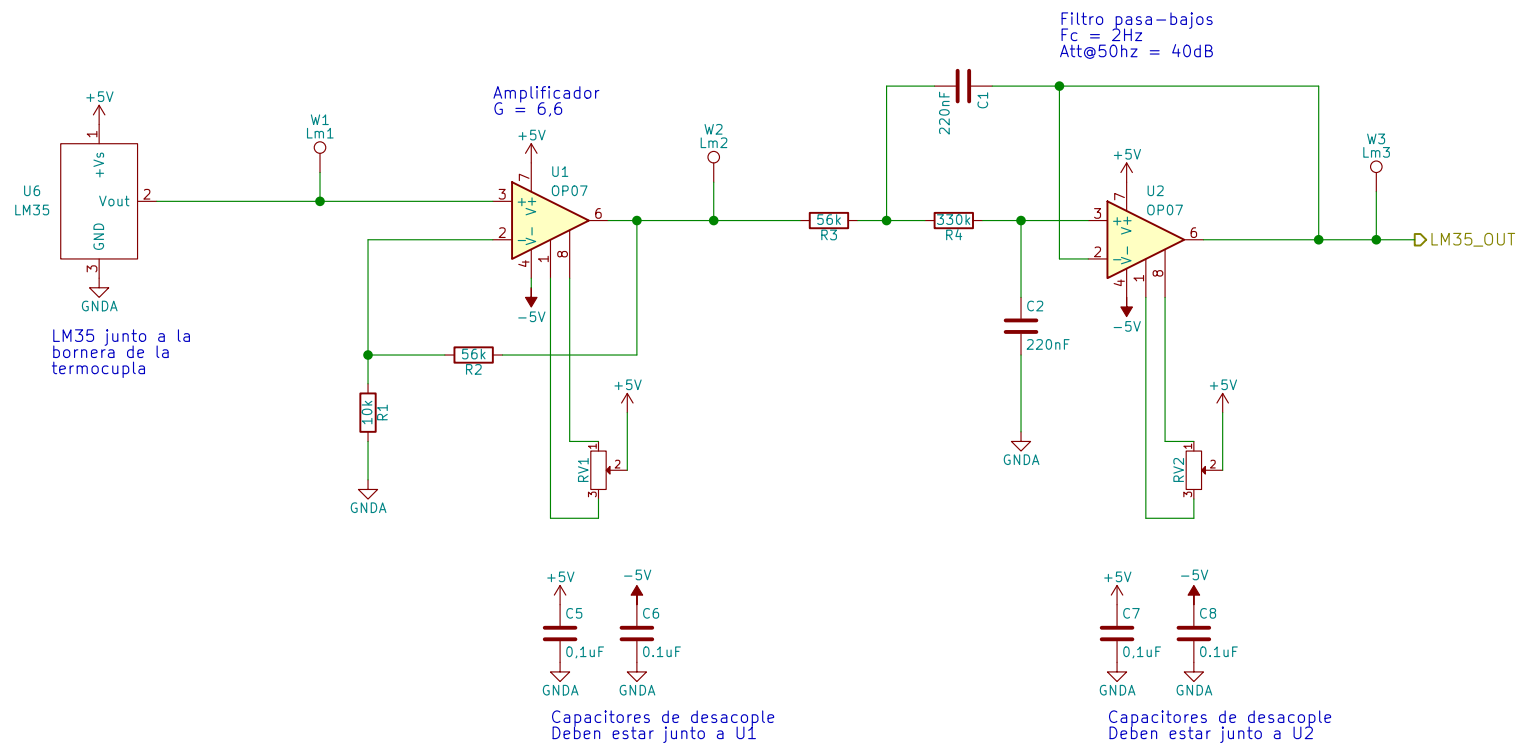 Filtro pasa-bajos
Fc = 2Hz
Att@50hz = 40dB
Amplificador
G = 6,6
+5V
1
+Vs
U6
LM35
Vout
2
GND
3
GNDA
LM35 junto a la
bornera de la
termocupla
W1
Lm1
+5V
7
U1
OP07
3
+
V+
6
2
-
V-
4
1
8
-5V
56k
R2
10k
R1
GNDA
+5V
1
RV1
2
3
W2
Lm2
56k
R3
330k
R4
220nF
C1
C2
220nF
GNDA
+5V
7
U2
OP07
3
+
V+
6
2
-
V-
4
1
8
-5V
+5V
1
RV2
2
3
W3
Lm3
LM35_OUT
+5V
C5
0,1uF
GNDA
-5V
C6
0.1uF
GNDA
Capacitores de desacople
Deben estar junto a U1
+5V
C7
0,1uF
GNDA
-5V
C8
0.1uF
GNDA
Capacitores de desacople
Deben estar junto a U2